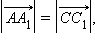 |AA₁| = |CC₁|,